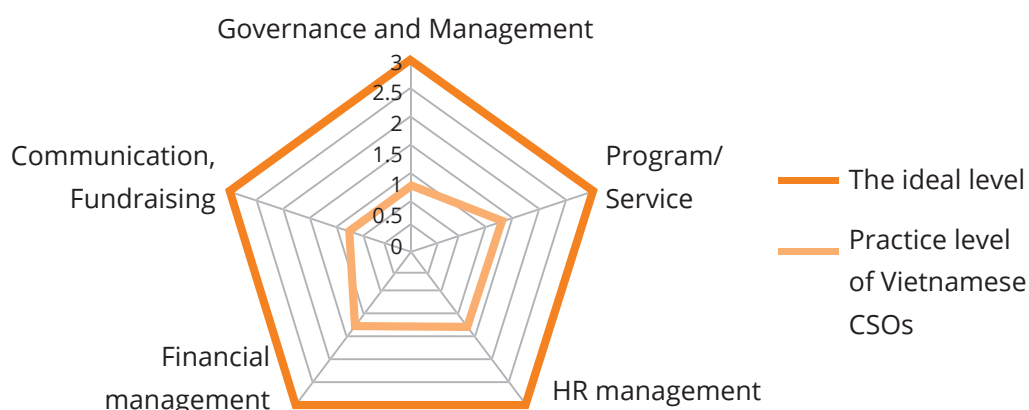 Governance and Management
3
2.5
2
1.5
1
0.5
0
Communication,
Fundraising
Program/
Service
Financial
management
HR management
The ideal level
Practice level
of Vietnamese
CSOs